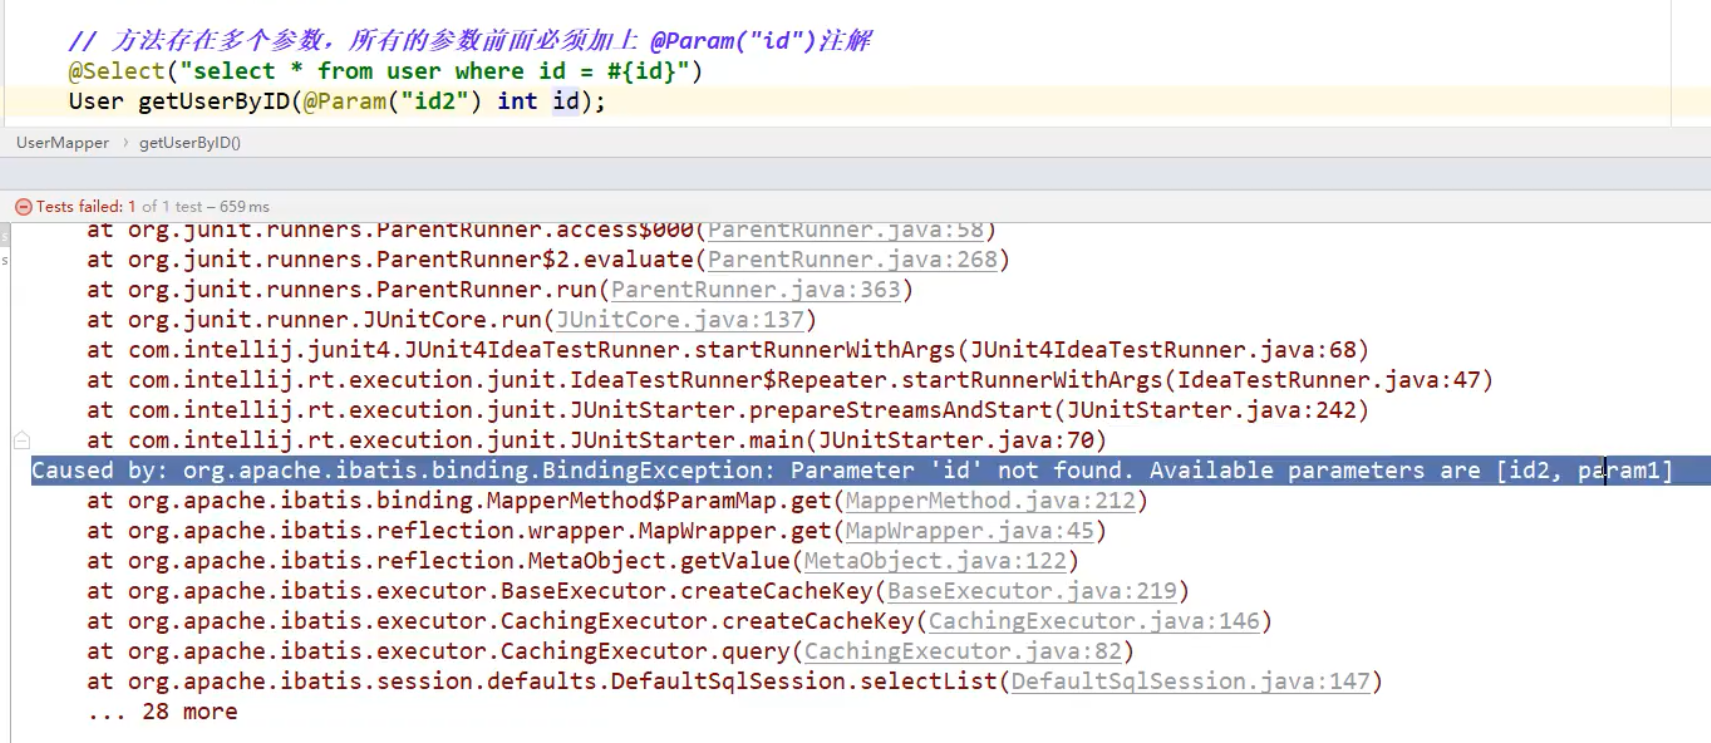 // 方法存在多个参数，所有的参数前面必须加上 @Param("id")注解
@Select("select * from user where id = #{id}")
User getUserByID(@Param("id2") int id);
UserMapper › getUserByID()
Tests failed: 1 of 1 test – 659 ms
at org.junit.runners.ParentRunner.access$000(ParentRunner.java:58)
s
at org.junit.runners.ParentRunner$2.evaluate(ParentRunner.java:268)
s
at org.junit.runners.ParentRunner.run(ParentRunner.java:363)
at org.junit.runner.JUnitCore.run(JUnitCore.java:137)
at com.intellij.junit4.JUnit4IdeaTestRunner.startRunnerWithArgs(JUnit4IdeaTestRunner.java:68)
at com.intellij.rt.execution.junit.IdeaTestRunner$Repeater.startRunnerWithArgs(IdeaTestRunner.java:47)
at com.intellij.rt.execution.junit.JUnitStarter.prepareStreamsAndStart(JUnitStarter.java:242)
at com.intellij.rt.execution.junit.JUnitStarter.main(JUnitStarter.java:70)
Caused by: org.apache.ibatis.binding.BindingException: Parameter 'id' not found. Available parameters are [id2, param1]
at org.apache.ibatis.binding.MapperMethod$ParamMap.get(MapperMethod.java:212)
at org.apache.ibatis.reflection.wrapper.MapWrapper.get(MapWrapper.java:45)
at org.apache.ibatis.reflection.MetaObject.getValue(MetaObject.java:122)
at org.apache.ibatis.executor.BaseExecutor.createCacheKey(BaseExecutor.java:219)
at org.apache.ibatis.executor.CachingExecutor.createCacheKey(CachingExecutor.java:146)
at org.apache.ibatis.executor.CachingExecutor.query(CachingExecutor.java:82)
at org.apache.ibatis.session.defaults.DefaultSqlSession.selectList(DefaultSqlSession.java:147)
... 28 more